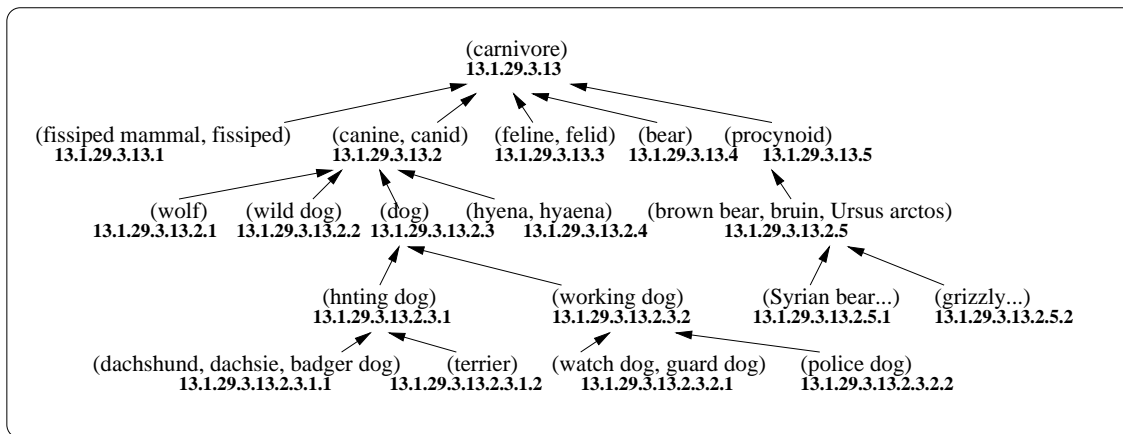 (carnivore)
13.1.29.3.13
(fissiped mammal, fissiped) (canine, canid) (feline, felid) (bear) (procynoid)
13.1.29.3.13.1 13.1.29.3.13.2 13.1.29.3.13.3 13.1.29.3.13.4 13.1.29.3.13.5
(wolf) (wild dog) (dog) (hyena, hyaena) (brown bear, bruin, Ursus arctos)
13.1.29.3.13.2.1 13.1.29.3.13.2.2 13.1.29.3.13.2.3 13.1.29.3.13.2.4 13.1.29.3.13.2.5
(hnting dog) (working dog) (Syrian bear...) (grizzly...)
13.1.29.3.13.2.3.1 13.1.29.3.13.2.3.2 13.1.29.3.13.2.5.1 13.1.29.3.13.2.5.2
(dachshund, dachsie, badger dog) (terrier) (watch dog, guard dog) (police dog)
13.1.29.3.13.2.3.1.1 13.1.29.3.13.2.3.1.2 13.1.29.3.13.2.3.2.1 13.1.29.3.13.2.3.2.2